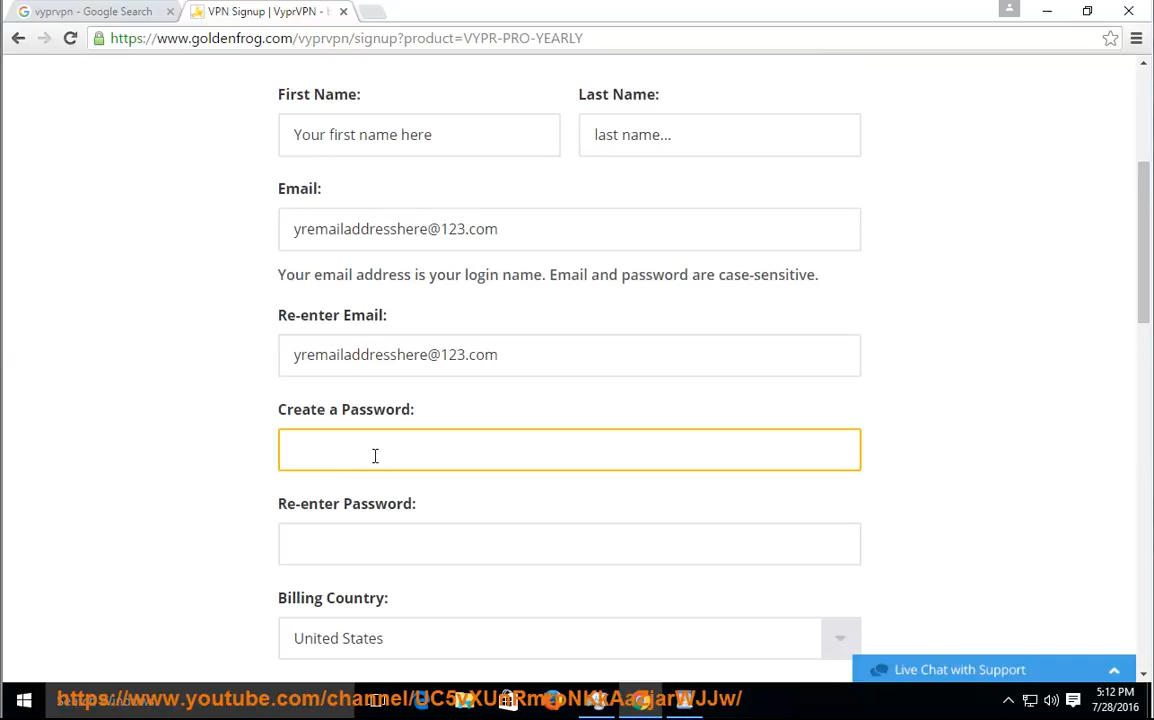 vyprvpn - Google Search
VPN Signup | VyprVPN -
https://www.goldenfrog.com/vyprvpn/signup?product=VYPR-PRO-YEARLY
First Name: Last Name:
Your first name here last name...
Email:
yremailaddresshere@123.com
Your email address is your login name. Email and password are case-sensitive.
Re-enter Email:
yremailaddresshere@123.com
Create a Password:
Re-enter Password:
Billing Country:
United States
Live Chat with Support
5:12 PM
7/28/2016